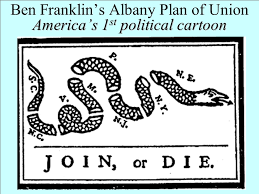 Ben Franklin's Albany Plan of Union
America's 1st political cartoon
S. C.
N. C.
V.
M.
P.
N. J.
N. Y.
N. E.
JOIN, or DIE.